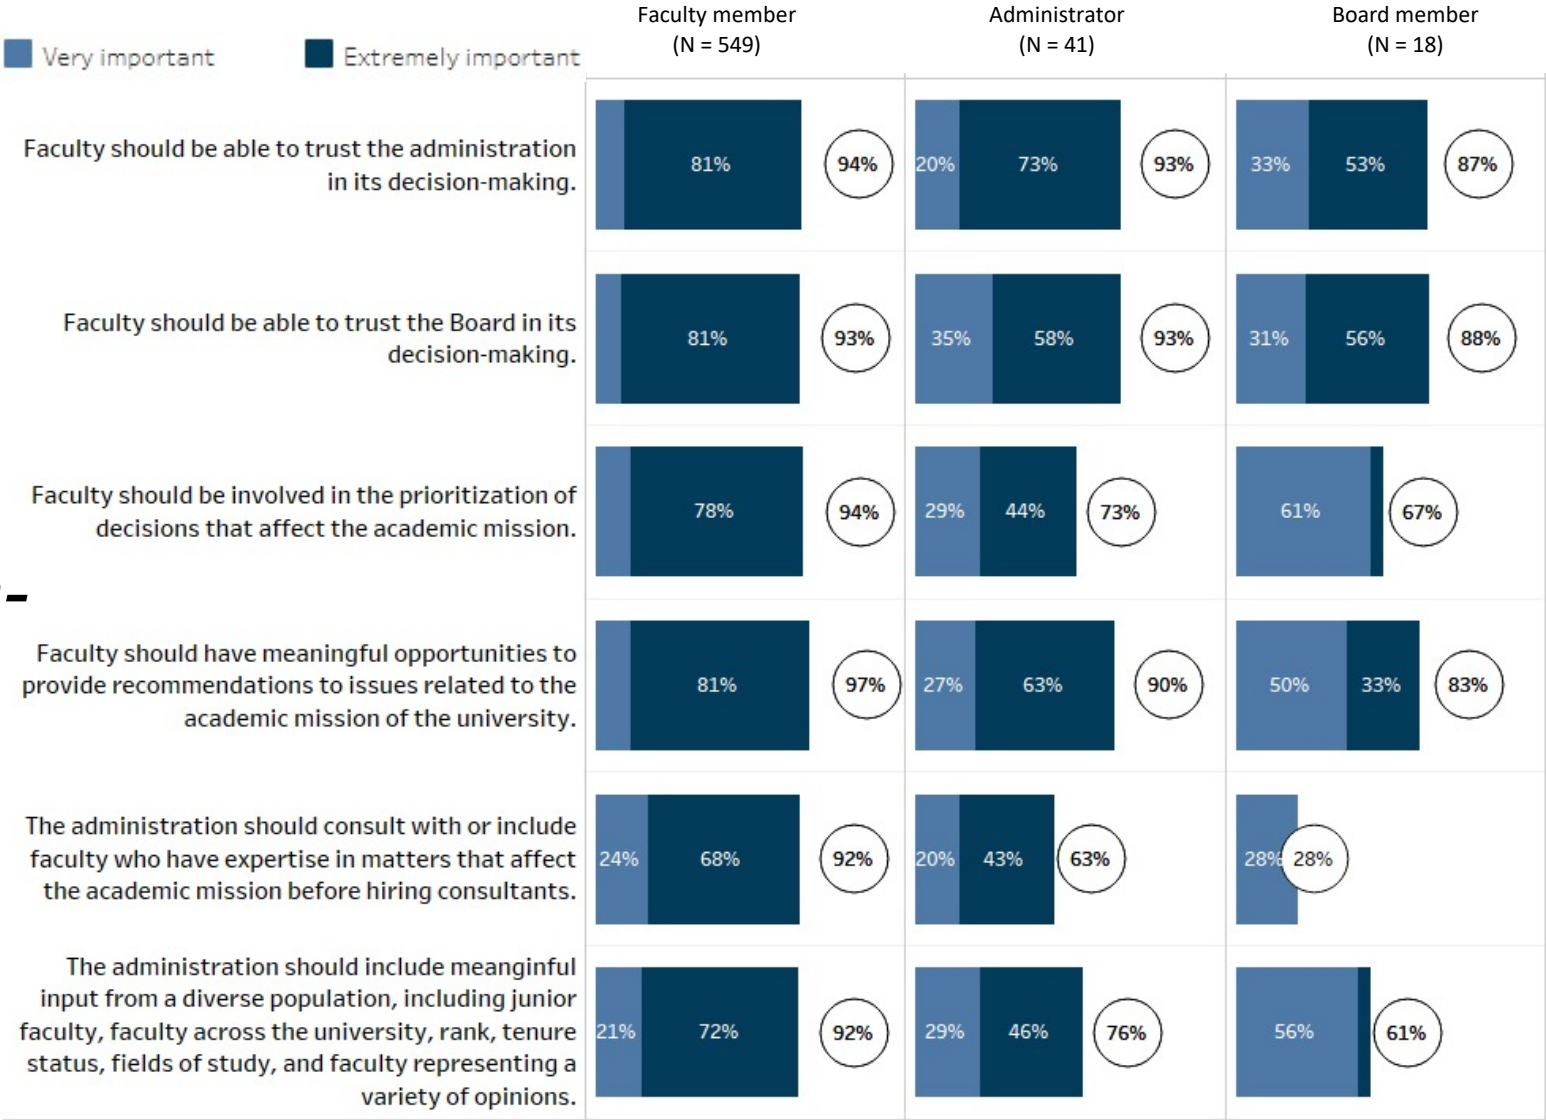 Faculty member
(N = 549)
Administrator
(N = 41)
Board member
(N = 18)
Very important
Extremely important
Faculty should be able to trust the administration
in its decision-making.
81%
94%
20%
73%
93%
33%
53%
87%
Faculty should be able to trust the Board in its
decision-making.
81%
93%
35%
58%
93%
31%
56%
88%
Faculty should be involved in the prioritization of
decisions that affect the academic mission.
78%
94%
29%
44%
73%
61%
67%
Faculty should have meaningful opportunities to
provide recommendations to issues related to the
academic mission of the university.
81%
97%
27%
63%
90%
50%
33%
83%
The administration should consult with or include
faculty who have expertise in matters that affect
the academic mission before hiring consultants.
24%
68%
92%
20%
43%
63%
28%
28%
The administration should include meanginful
input from a diverse population, including junior
faculty, faculty across the university, rank, tenure
status, fields of study, and faculty representing a
variety of opinions.
21%
72%
92%
29%
46%
76%
56%
61%